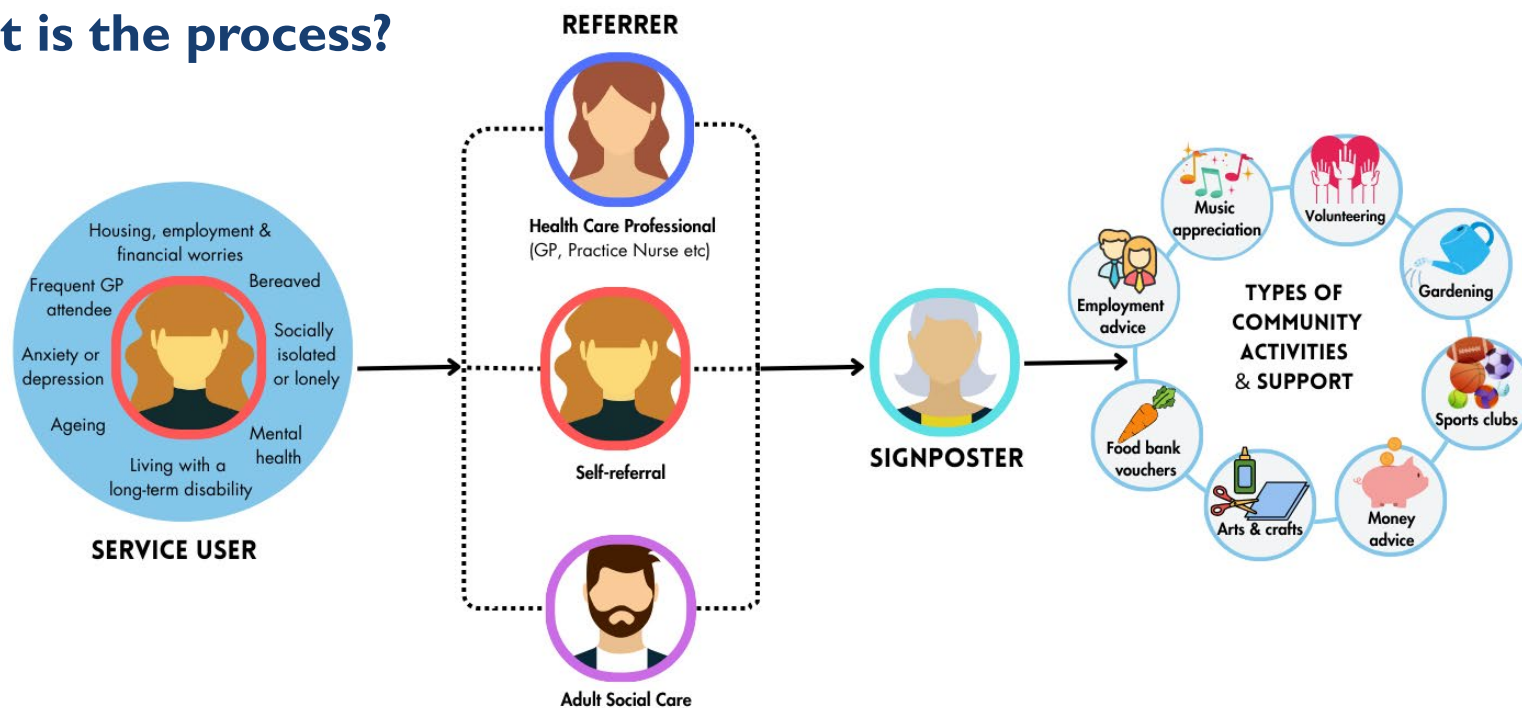 t is the process?
REFERRER
Housing, employment &
financial worries
Frequent GP
attendee
Bereaved
Socially
isolated
or lonely
Anxiety or
depression
Ageing
Mental
health
Living with a
long-term disability
SERVICE USER
Health Care Professional
(GP, Practice Nurse etc)
Self-referral
Adult Social Care
SIGNPOSTER
TYPES OF
COMMUNITY
ACTIVITIES
& SUPPORT
Music
appreciation
Volunteering
Gardening
Sports clubs
Money
advice
Arts & crafts
Food bank
vouchers
Employment
advice